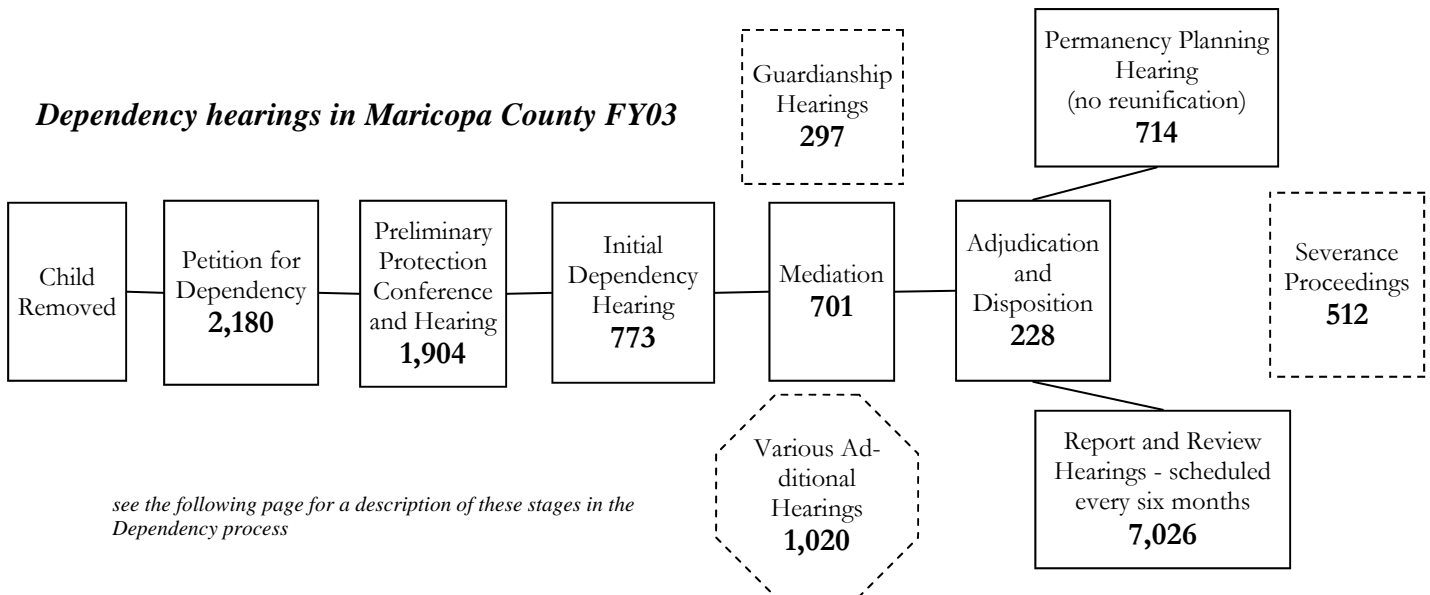 Dependency hearings in Maricopa County FY03
Guardianship
Hearings
297
Permanency Planning
Hearing
(no reunification)
714
Child
Removed
Petition for
Dependency
2,180
Preliminary
Protection
Conference
and Hearing
1,904
Initial
Dependency
Hearing
773
Mediation
701
Adjudication
and
Disposition
228
Severance
Proceedings
512
Various Ad-
ditional
Hearings
1,020
Report and Review
Hearings - scheduled
every six months
7,026
see the following page for a description of these stages in the
Dependency process